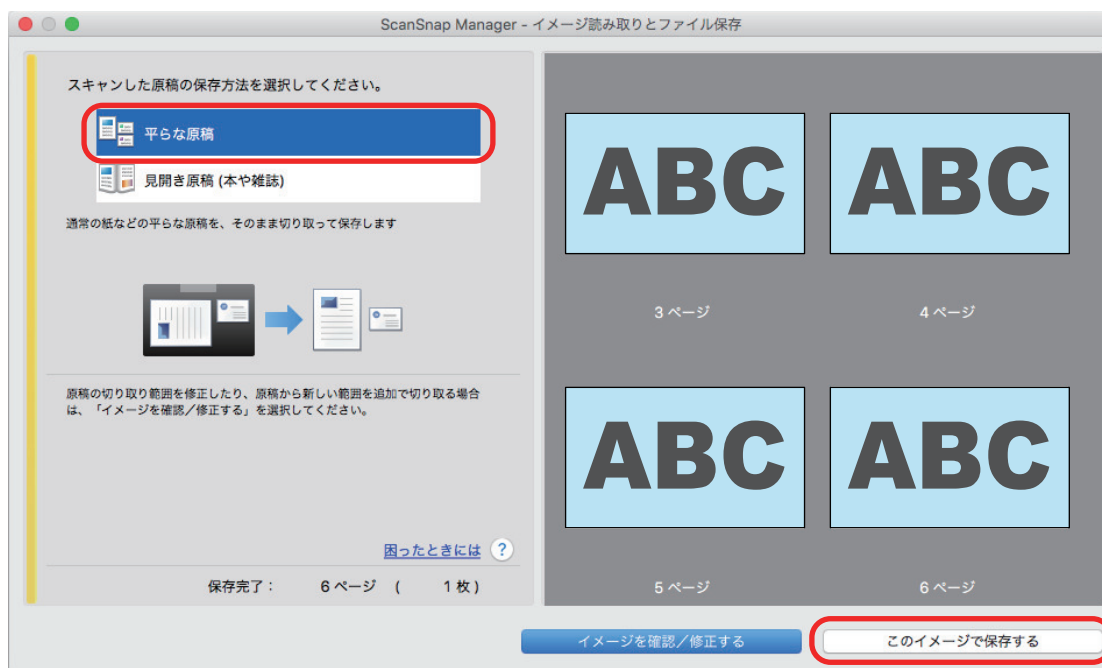 ScanSnap Manager - イメージ読み取りとファイル保存
スキャンした原稿の保存方法を選択してください。
平らな原稿
見開き原稿 (本や雑誌)
通常の紙などの平らな原稿を、そのまま切り取って保存します
原稿の切り取り範囲を修正したり、原稿から新しい範囲を追加で切り取る場合
は、「イメージを確認／修正する」を選択してください。
困ったときには ?
保存完了： 6 ページ ( 1 枚 )
ABC ABC
3 ページ 4 ページ
ABC ABC
5 ページ 6 ページ
イメージを確認／修正する このイメージで保存する